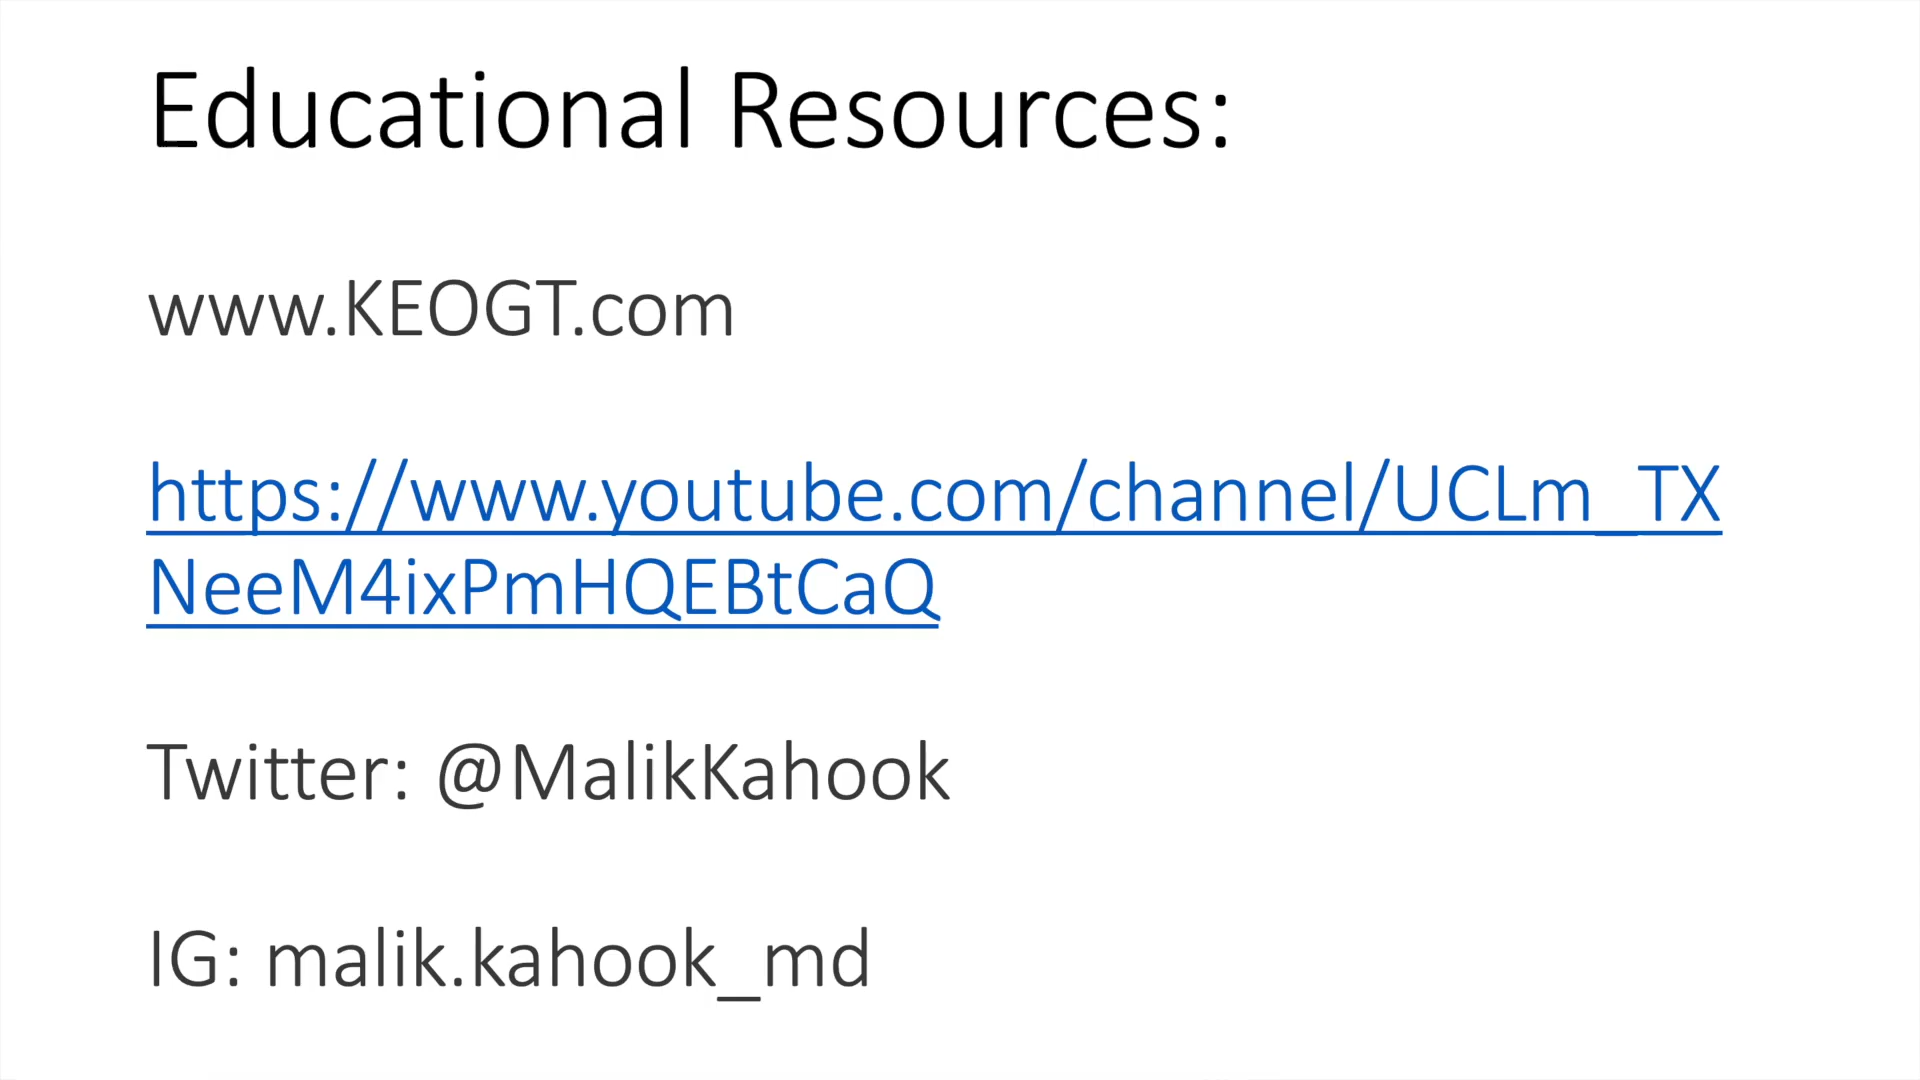 Educational Resources:
www.KEOGT.com
https://www.youtube.com/channel/UCLm_TX
NeeM4ixPmHQEBtCaQ
Twitter: @MalikKahook
IG: malik.kahook_md